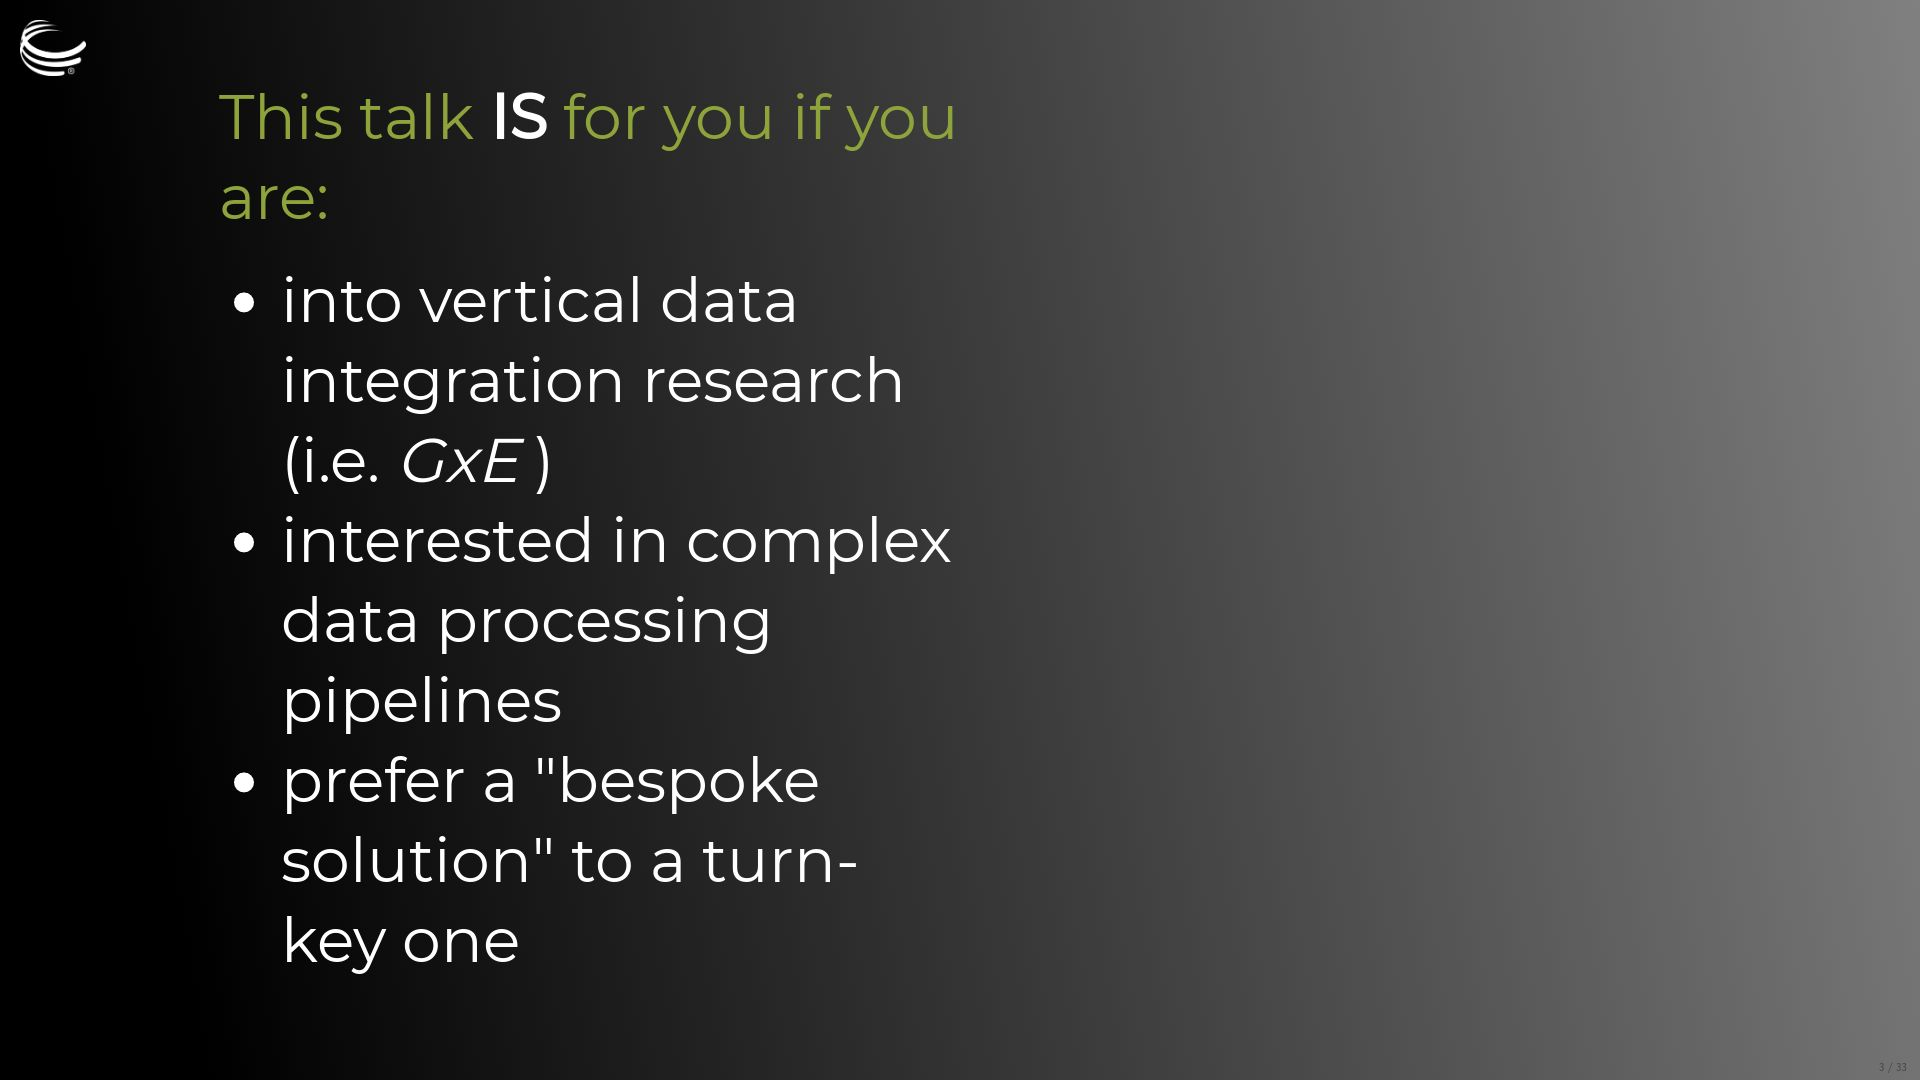 This talk IS for you if you
are:
• into vertical data
integration research
(i.e. GxE )
• interested in complex
data processing
pipelines
• prefer a "bespoke
solution" to a turn-
key one
3 / 33